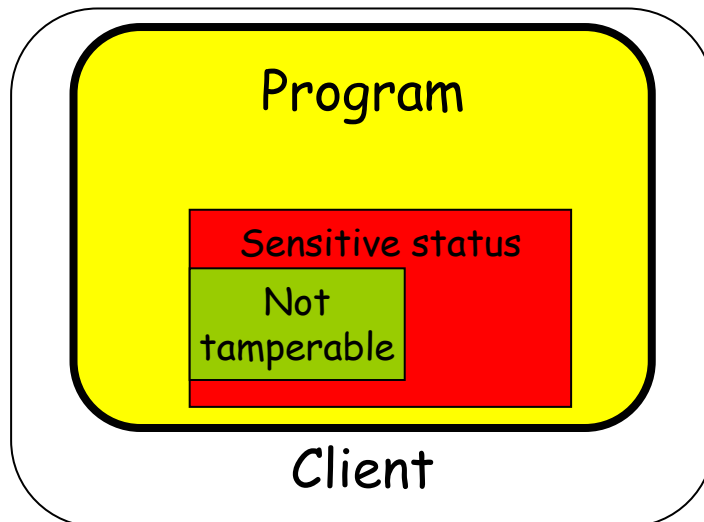 Program
Sensitive status
Not
tamperable
Client